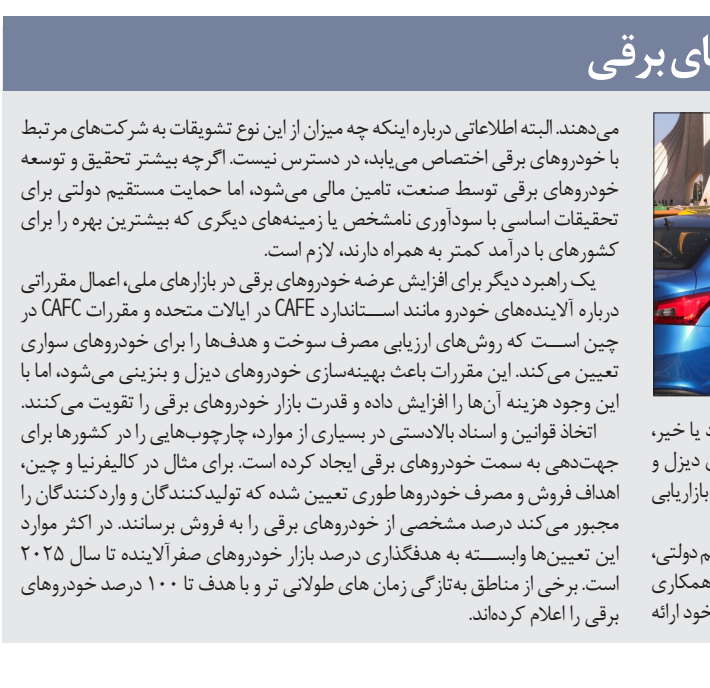 ای برقی
د یا خیر،
دیزل و
بازاریابی
م دولتی،
همکاری
خود ارائه
می‌دهند. البته اطلاعاتی درباره اینکه چه میزان از این نوع تشویقات به شرکت‌های مرتبط
با خودروهای برقی اختصاص می‌یابد، در دسترس نیست. اگرچه بیشتر تحقیق و توسعه
خودروهای برقی توسط صنعت، تامین مالی می‌شود، اما حمایت مستقیم دولتی برای
تحقیقات اساسی با سودآوری نامشخص یا زمینه‌های دیگری که بیشترین بهره را برای
کشورهای با درآمد کمتر به همراه دارند، لازم است.
یک راهبرد دیگر برای افزایش عرضه خودروهای برقی در بازارهای ملی، اعمال مقرراتی
درباره آلاینده‌های خودرو مانند استاندارد CAFE در ایالات متحده و مقررات CAFC در
چین است که روش‌های ارزیابی مصرف سوخت و هدف‌ها را برای خودروهای سواری
تعیین می‌کند. این مقررات باعث بهینه‌سازی خودروهای دیزل و بنزینی می‌شود، اما با
این وجود هزینه آن‌ها را افزایش داده و قدرت بازار خودروهای برقی را تقویت می‌کنند.
اتخاذ قوانین و اسناد بالادستی در بسیاری از موارد، چارچوب‌هایی را در کشورها برای
جهت‌دهی به سمت خودروهای برقی ایجاد کرده است. برای مثال در کالیفرنیا و چین،
اهداف فروش و مصرف خودروها طوری تعیین شده که تولیدکنندگان و واردکنندگان را
مجبور می‌کند درصد مشخصی از خودروهای برقی را به فروش برسانند. در اکثر موارد
این تعیین‌ها وابسته به هدفگذاری درصد بازار خودروهای صفرآلاینده تا سال ۲۰۲۵
است. برخی از مناطق به‌تازگی زمان های طولانی تر و با هدف تا ۱۰۰ درصد خودروهای
برقی را اعلام کرده‌اند.